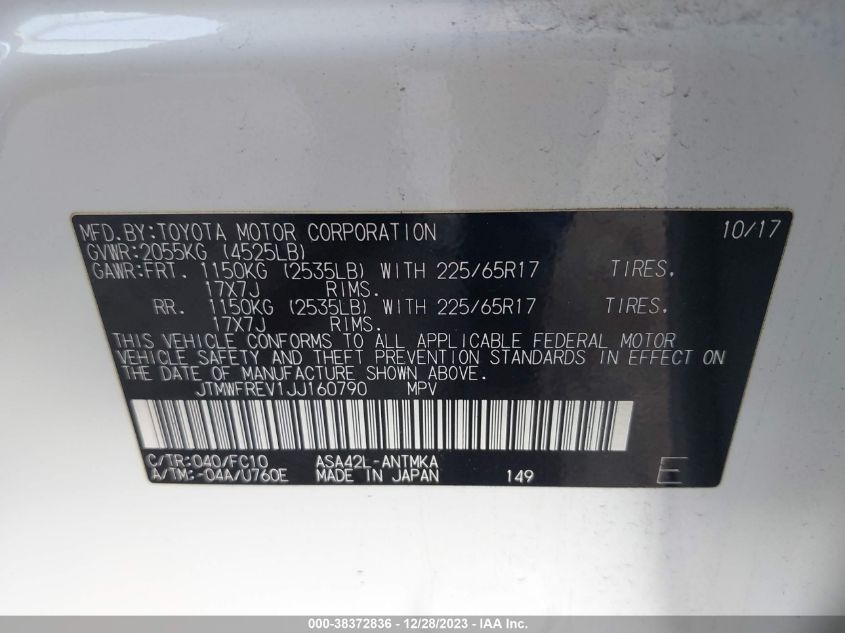 MFD.BY:TOYOTA MOTOR CORPORATION 10/17
GVWR:2055KG (4525LB)
GAWR:FRT. 1150KG (2535LB) WITH 225/65R17 TIRES,
17X7J RIMS.
RR. 1150KG (2535LB) WITH 225/65R17 TIRES,
17X7J RIMS.
THIS VEHICLE CONFORMS TO ALL APPLICABLE FEDERAL MOTOR
VEHICLE SAFETY AND THEFT PREVENTION STANDARDS IN EFFECT ON
THE DATE OF MANUFACTURE SHOWN ABOVE.
JTMWFREV1JJ160790 MPV
C/TR:040/FC10 ASA42L-ANTMKA
A/TM:-04A/U760E MADE IN JAPAN 149 E
000-38372836 - 12/28/2023 - IAA Inc.